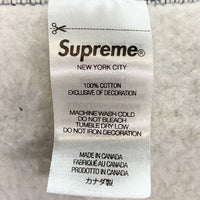 Supreme®
NEW YORK CITY
100% COTTON
EXCLUSIVE OF DECORATION
MACHINE WASH COLD
DO NOT BLEACH
TUMBLE DRY LOW
DO NOT IRON DECORATION
MADE IN CANADA
FABRIQUÉ AU CANADA
HECHO EN CANADA
カナダ製